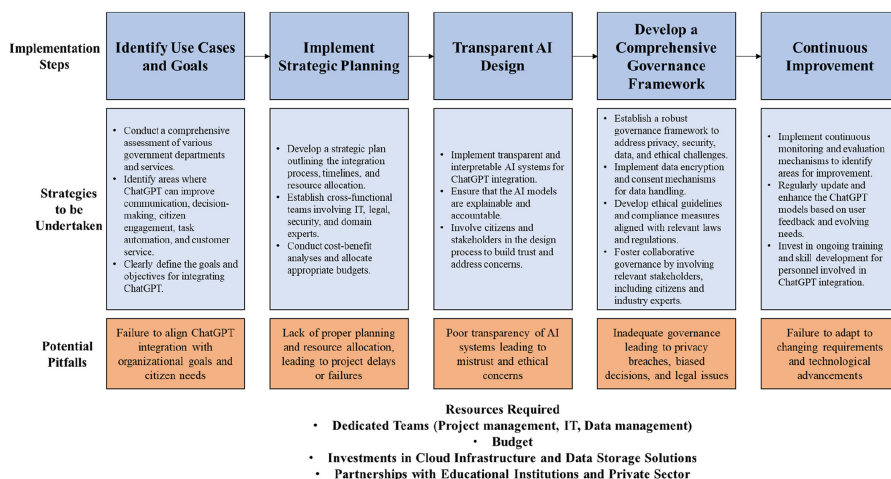 Implementation
Steps
Identify Use Cases
and Goals
Implement
Strategic Planning
Transparent AI
Design
Develop a
Comprehensive
Governance
Framework
Continuous
Improvement
Strategies
to be
Undertaken
• Conduct a comprehensive
assessment of various
government departments
and services.
• Identify areas where
ChatGPT can improve
communication, decision-
making, citizen
engagement, task
automation, and customer
service.
• Clearly define the goals and
objectives for integrating
ChatGPT.
• Develop a strategic plan
outlining the integration
process, timelines, and
resource allocation.
• Establish cross-functional
teams involving IT, legal,
security, and domain
experts.
• Conduct cost-benefit
analyses and allocate
appropriate budgets.
• Implement transparent and
interpretable AI systems for
ChatGPT integration.
• Ensure that the AI models
are explainable and
accountable.
• Involve citizens and
stakeholders in the design
process to build trust and
address concerns.
• Establish a robust
governance framework to
address privacy, security,
data, and ethical challenges.
• Implement data encryption
and consent mechanisms
for data handling.
• Develop ethical guidelines
and compliance measures
aligned with relevant laws
and regulations.
• Foster collaborative
governance by involving
relevant stakeholders,
including citizens and
industry experts.
• Implement continuous
monitoring and evaluation
mechanisms to identify
areas for improvement.
• Regularly update and
enhance the ChatGPT
models based on user
feedback and evolving
needs.
• Invest in ongoing training
and skill development for
personnel involved in
ChatGPT integration.
Potential
Pitfalls
Failure to align ChatGPT
integration with
organizational goals and
citizen needs
Lack of proper planning
and resource allocation,
leading to project delays
or failures
Poor transparency of AI
systems leading to
mistrust and ethical
concerns
Inadequate governance
leading to privacy
breaches, biased
decisions, and legal issues
Failure to adapt to
changing requirements
and technological
advancements
Resources Required
• Dedicated Teams (Project management, IT, Data management)
• Budget
• Investments in Cloud Infrastructure and Data Storage Solutions
• Partnerships with Educational Institutions and Private Sector